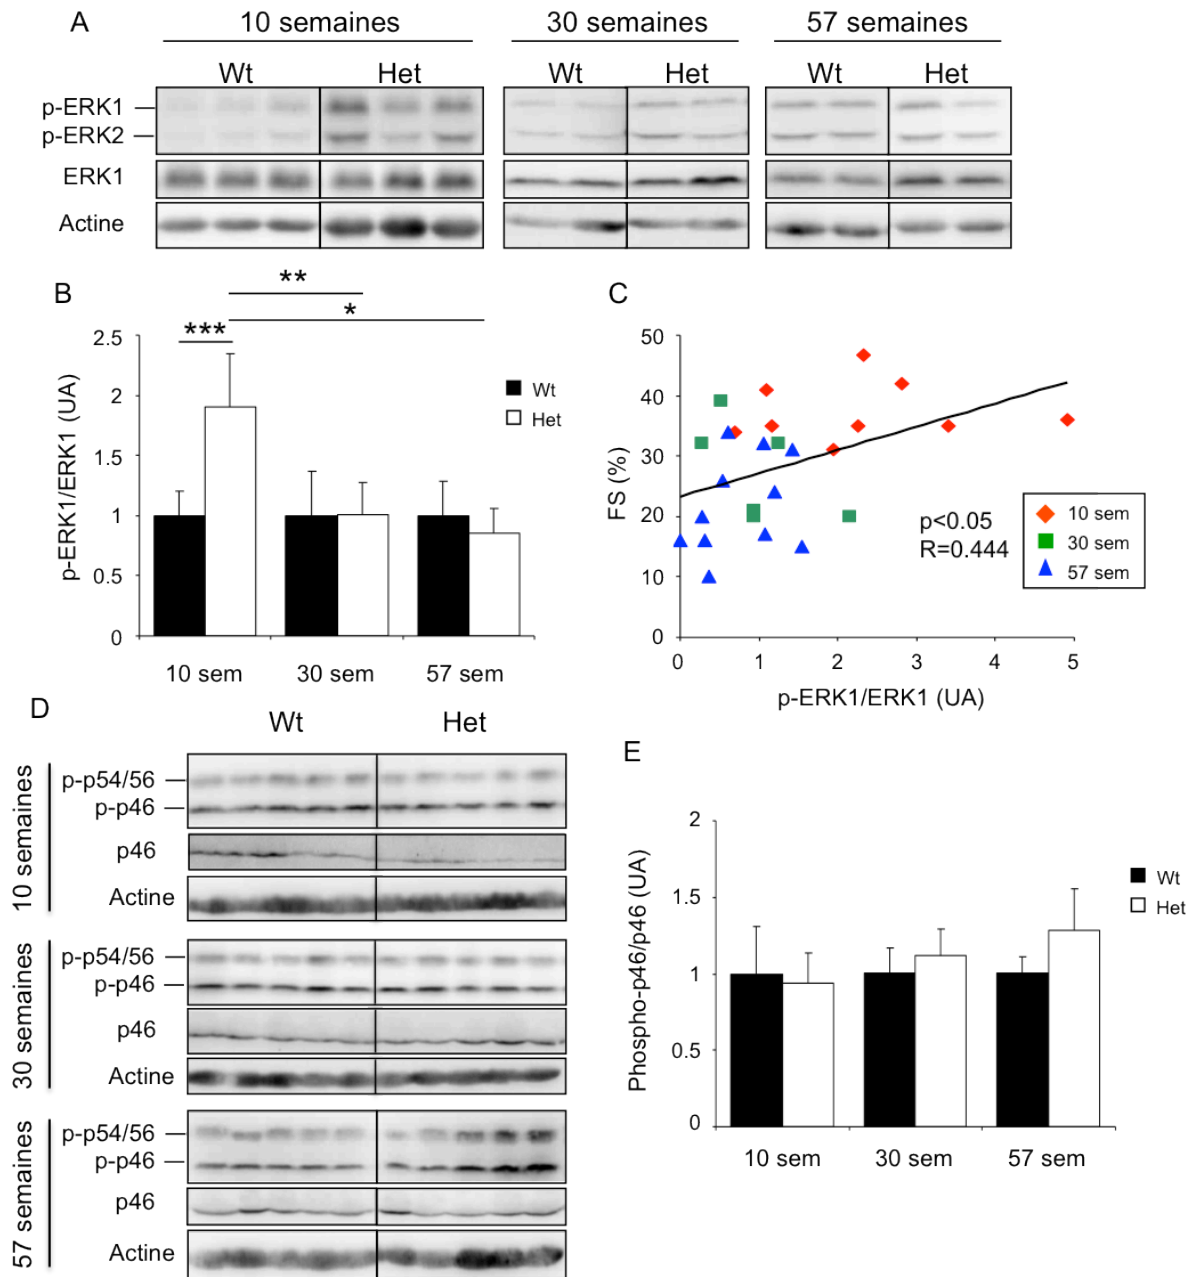 A
10 semaines
30 semaines
57 semaines
Wt Het Wt Het Wt Het
p-ERK1
p-ERK2
ERK1
Actine
B
**
*
***
2.5
2
1.5
1
0.5
0
p-ERK1/ERK1 (UA)
Wt
Het
10 sem 30 sem 57 sem
C
50
40
30
20
10
0
FS (%)
p<0.05
R=0.444
10 sem
30 sem
57 sem
0 1 2 3 4 5
p-ERK1/ERK1 (UA)
D
Wt Het
10 semaines
p-p54/56
p-p46
p46
Actine
30 semaines
p-p54/56
p-p46
p46
Actine
57 semaines
p-p54/56
p-p46
p46
Actine
E
2
1.5
1
0.5
0
Phospho-p46/p46 (UA)
Wt
Het
10 sem 30 sem 57 sem